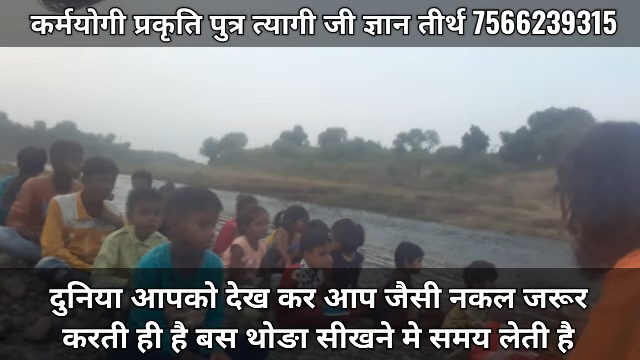 कर्मयोगी प्रकृति पुत्र त्यागी जी ज्ञान तीर्थ 7566239315
दुनिया आपको देख कर आप जैसी नकल जरूर
करती ही है बस थोङा सीखने मे समय लेती है